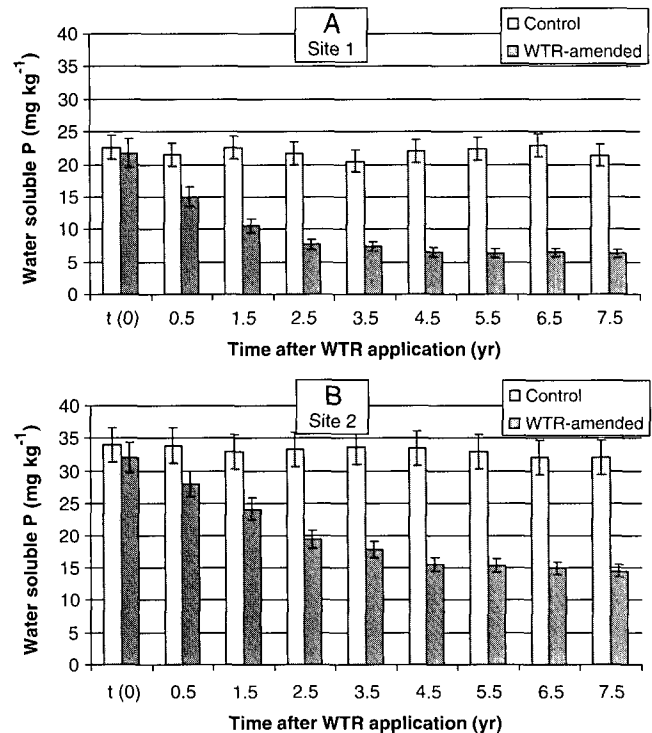 A
Site 1
Control
WTR-amended
Water soluble P (mg kg⁻¹)
40
35
30
25
20
15
10
5
0
t (0) 0.5 1.5 2.5 3.5 4.5 5.5 6.5 7.5
Time after WTR application (yr)
B
Site 2
Control
WTR-amended
Water soluble P (mg kg⁻¹)
40
35
30
25
20
15
10
5
0
t (0) 0.5 1.5 2.5 3.5 4.5 5.5 6.5 7.5
Time after WTR application (yr)